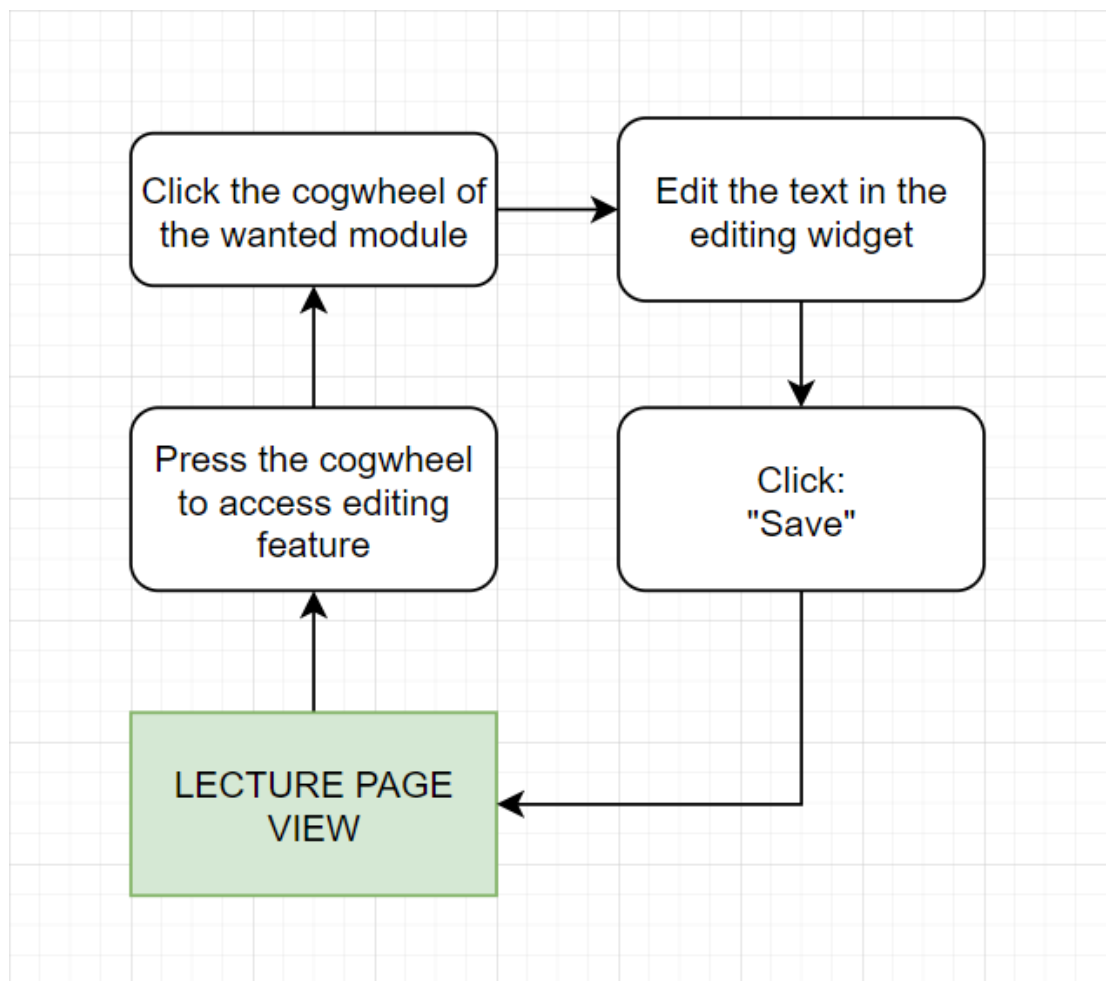 Click the cogwheel of
the wanted module
Edit the text in the
editing widget
Press the cogwheel
to access editing
feature
Click:
"Save"
LECTURE PAGE
VIEW